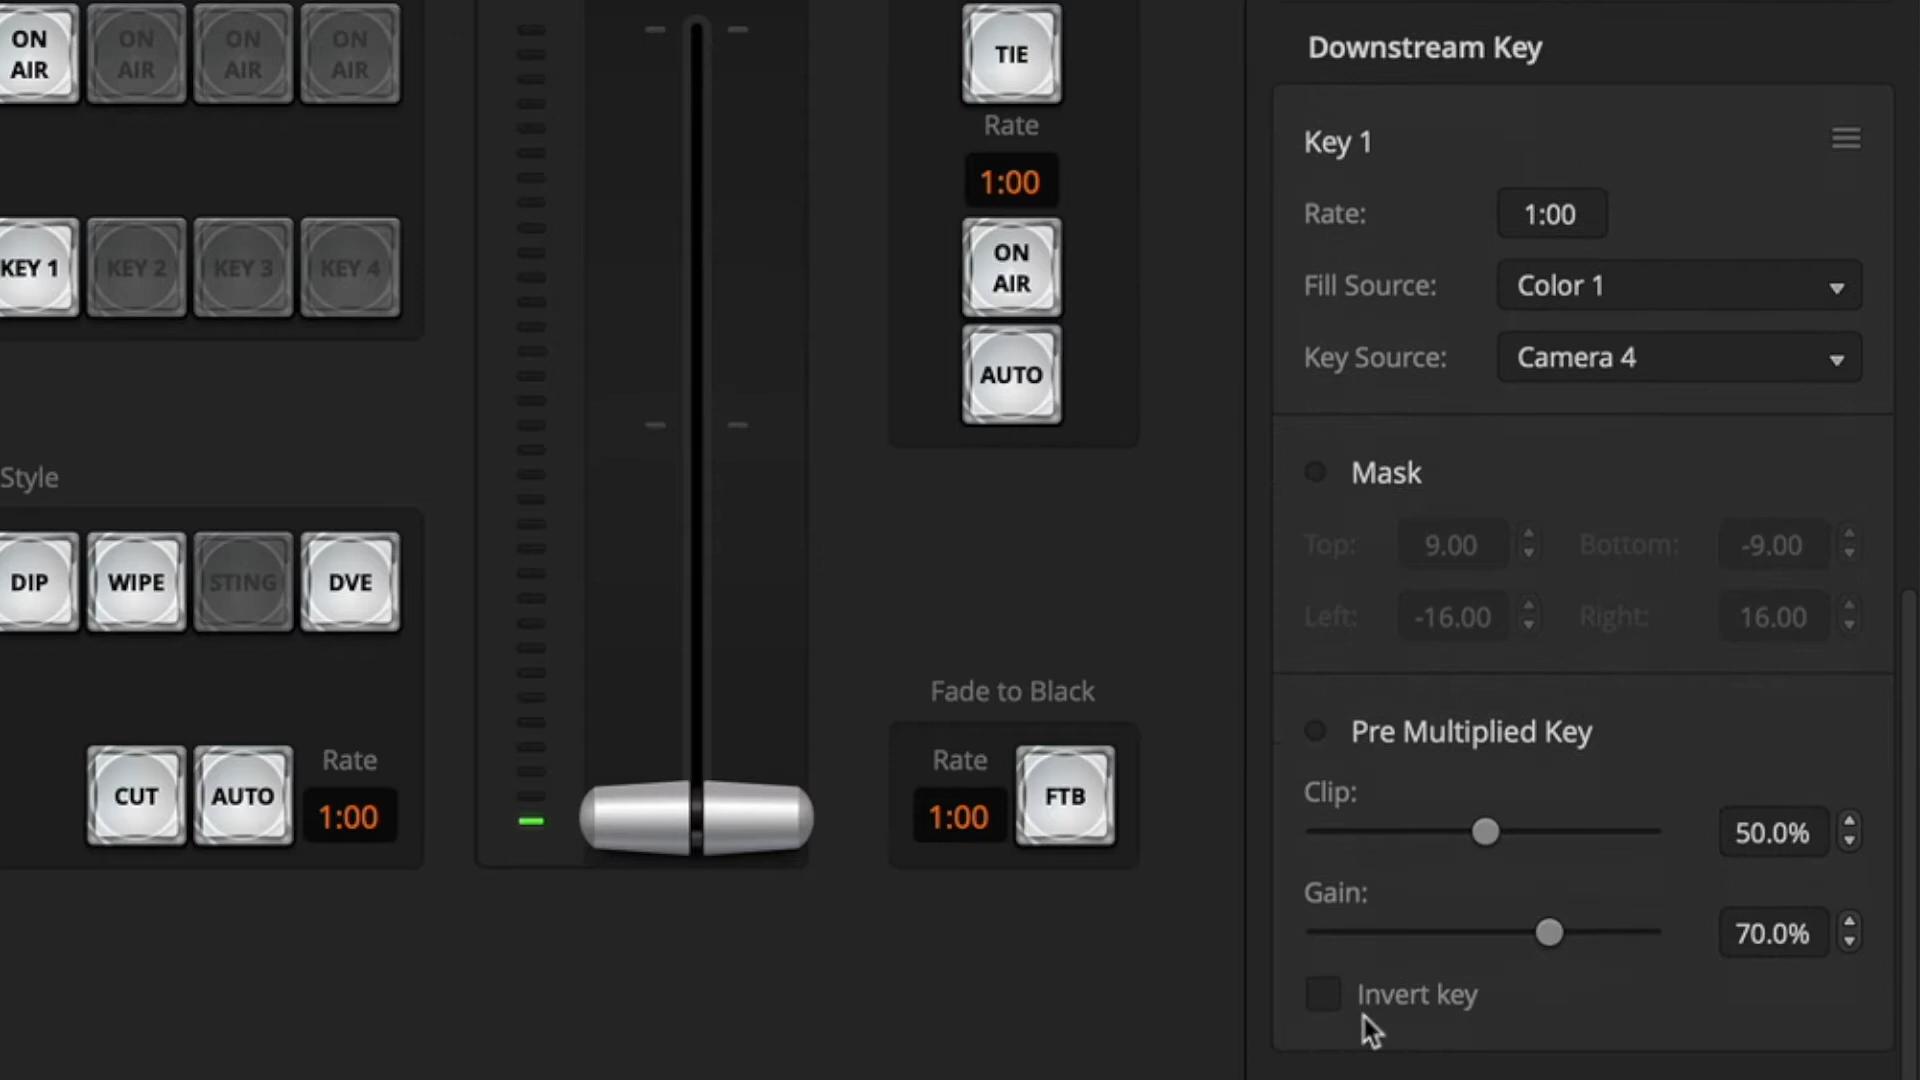 ON AIR
ON AIR
ON AIR
ON AIR
KEY 1
KEY 2
KEY 3
KEY 4
Style
DIP
WIPE
STING
DVE
CUT
AUTO
Rate
1:00
TIE
Rate
1:00
ON AIR
AUTO
Fade to Black
Rate
1:00
FTB
Downstream Key
Key 1
Rate: 1:00
Fill Source: Color 1
Key Source: Camera 4
Mask
Top: 9.00 Bottom: -9.00
Left: -16.00 Right: 16.00
Pre Multiplied Key
Clip:
50.0%
Gain:
70.0%
Invert key